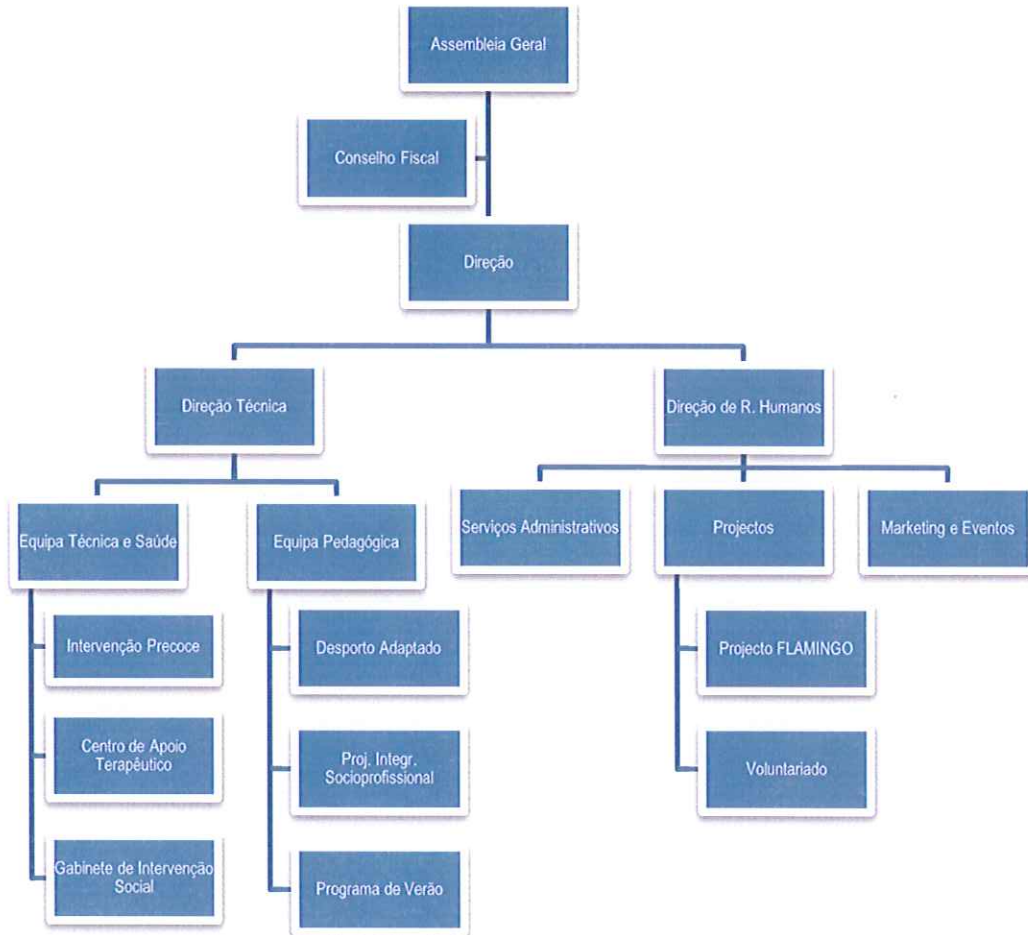 Assembleia Geral
Conselho Fiscal
Direção
Direção Técnica
Direção de R. Humanos
Equipa Técnica e Saúde
Equipa Pedagógica
Serviços Administrativos
Projectos
Marketing e Eventos
Intervenção Precoce
Desporto Adaptado
Projecto FLAMINGO
Centro de Apoio
Terapêutico
Proj. Integr.
Socioprofissional
Voluntariado
Gabinete de Intervenção
Social
Programa de Verão